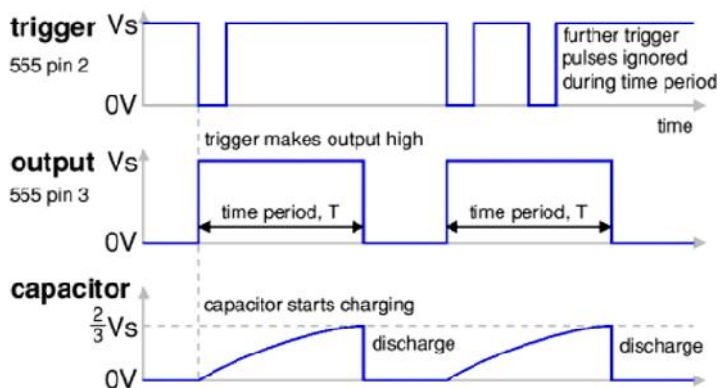 trigger
555 pin 2
Vs
0V
further trigger
pulses ignored
during time period
time
trigger makes output high
output
555 pin 3
Vs
0V
time period, T
time period, T
capacitor
2/3Vs
0V
capacitor starts charging
discharge
discharge